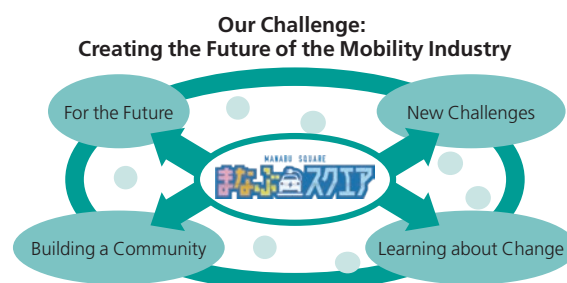 Our Challenge:
Creating the Future of the Mobility Industry
For the Future
New Challenges
MANABU SQUARE
まなぶスクエア
Building a Community
Learning about Change